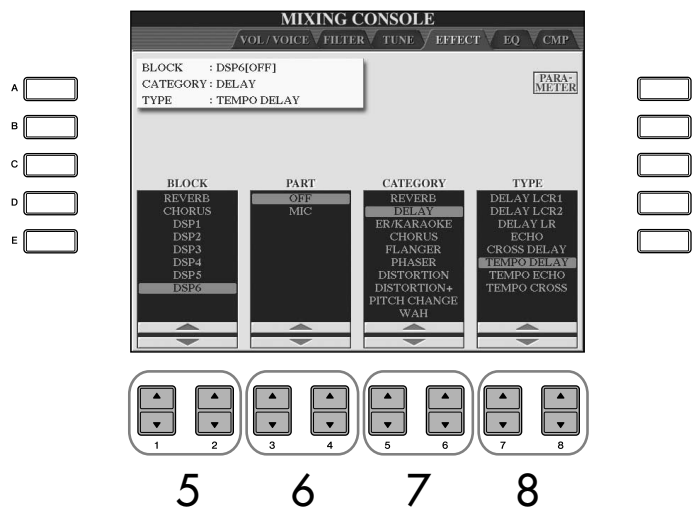 MIXING CONSOLE
VOL / VOICE FILTER TUNE EFFECT EQ CMP
BLOCK : DSP6[OFF]
CATEGORY : DELAY
TYPE : TEMPO DELAY
PARA-
METER
A
B
C
D
E
BLOCK PART CATEGORY TYPE
REVERB OFF REVERB DELAY LCR1
CHORUS MIC DELAY DELAY LCR2
DSP1 ER/KARAOKE DELAY LR
DSP2 CHORUS ECHO
DSP3 FLANGER CROSS DELAY
DSP4 PHASER TEMPO DELAY
DSP5 DISTORTION TEMPO ECHO
DSP6 DISTORTION+ TEMPO CROSS
PITCH CHANGE
WAH
1 2 3 4 5 6 7 8
5 6 7 8